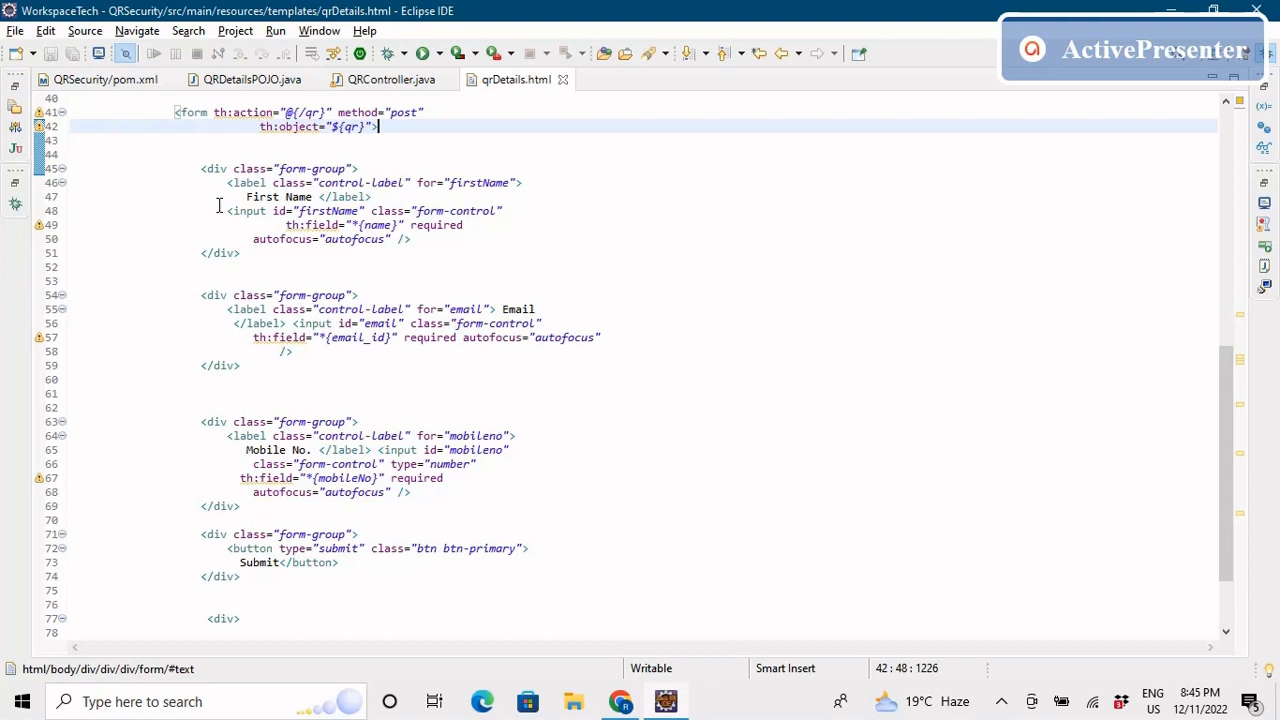 WorkspaceTech - QRSecurity/src/main/resources/templates/qrDetails.html - Eclipse IDE
File Edit Source Navigate Search Project Run Window Help
ActivePresenter
QRSecurity/pom.xml QRDetailsPOJO.java QRController.java qrDetails.html
40
41 <form th:action="@{/qr}" method="post"
42 th:object="${qr}">
43
44
45 <div class="form-group">
46 <label class="control-label" for="firstName">
47 First Name </label>
48 <input id="firstName" class="form-control"
49 th:field="*{name}" required
50 autofocus="autofocus" />
51 </div>
52
53
54 <div class="form-group">
55 <label class="control-label" for="email"> Email
56 </label> <input id="email" class="form-control"
57 th:field="*{email_id}" required autofocus="autofocus"
58 />
59 </div>
60
61
62
63 <div class="form-group">
64 <label class="control-label" for="mobileno">
65 Mobile No. </label> <input id="mobileno"
66 class="form-control" type="number"
67 th:field="*{mobileNo}" required
68 autofocus="autofocus" />
69 </div>
70
71 <div class="form-group">
72 <button type="submit" class="btn btn-primary">
73 Submit</button>
74 </div>
75
76
77 <div>
78
html/body/div/div/div/form/#text Writable Smart Insert 42 : 48 : 1226
Type here to search 19°C Haze ENG US 8:45 PM 12/11/2022 5